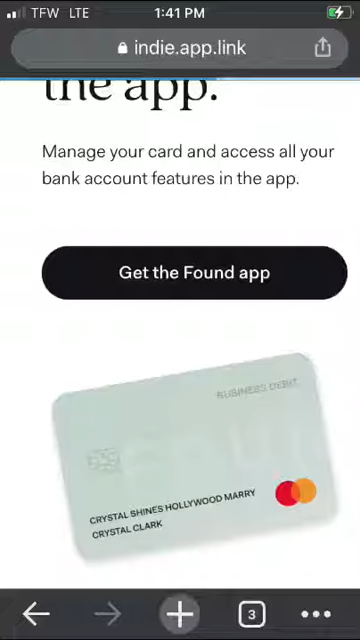 TFW LTE 1:41 PM
indie.app.link
the app.
Manage your card and access all your
bank account features in the app.
Get the Found app
BUSINESS DEBIT
CRYSTAL SHINES HOLLYWOOD MARRY
CRYSTAL CLARK
3